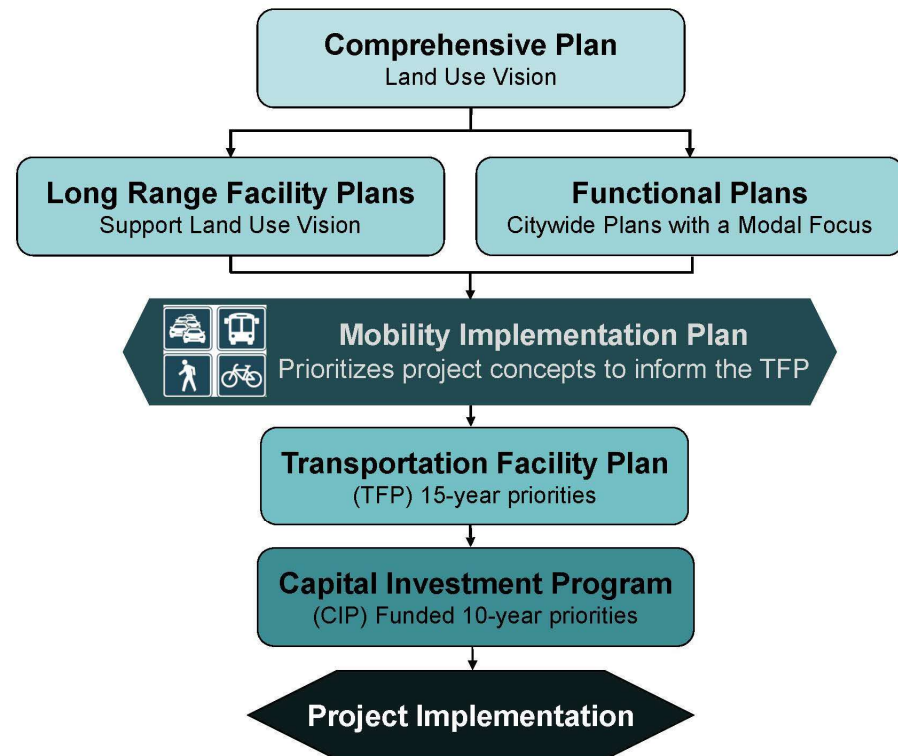 Comprehensive Plan
Land Use Vision
Long Range Facility Plans
Support Land Use Vision
Functional Plans
Citywide Plans with a Modal Focus
Mobility Implementation Plan
Prioritizes project concepts to inform the TFP
Transportation Facility Plan
(TFP) 15-year priorities
Capital Investment Program
(CIP) Funded 10-year priorities
Project Implementation